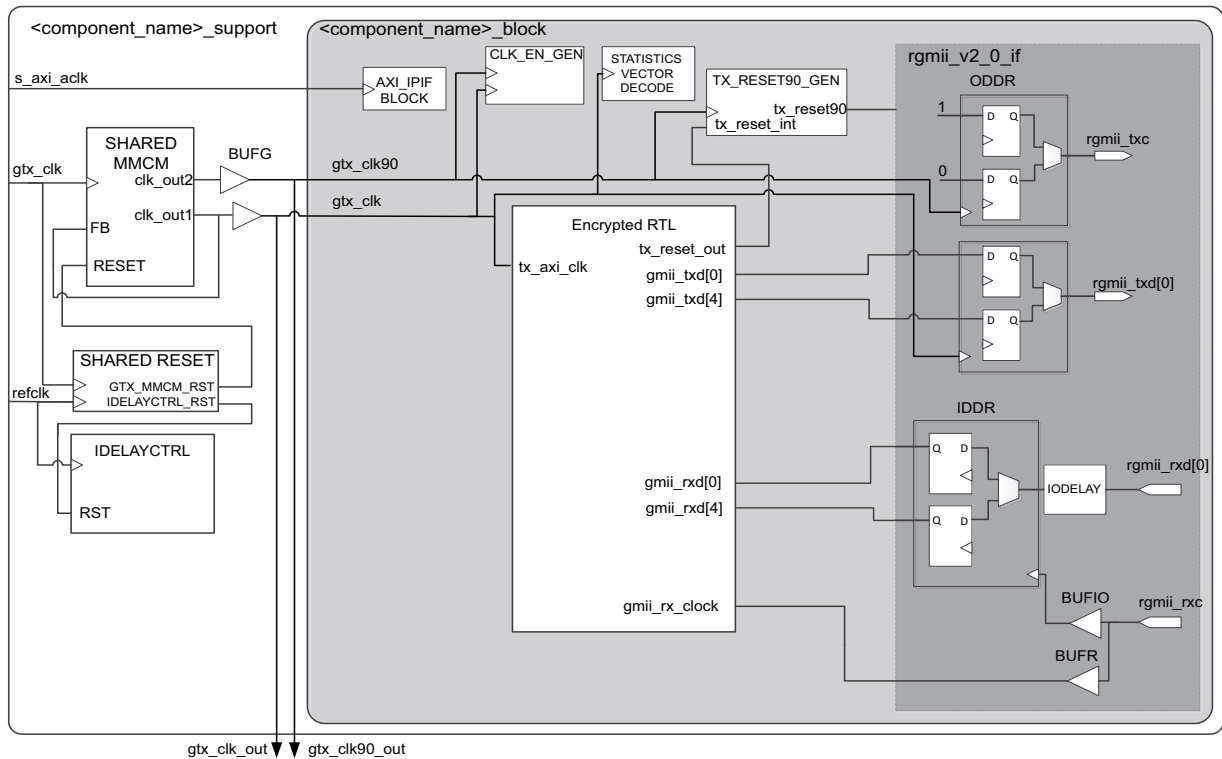 <component_name>_support
<component_name>_block
s_axi_aclk
AXI_IPIF
BLOCK
CLK_EN_GEN
STATISTICS
VECTOR
DECODE
TX_RESET90_GEN
tx_reset90
tx_reset_int
rgmii_v2_0_if
ODDR
1
D Q
rgmii_txc
0
D Q
SHARED
MMCM
gtx_clk
clk_out2
clk_out1
FB
RESET
BUFG
gtx_clk90
gtx_clk
Encrypted RTL
tx_reset_out
tx_axi_clk
gmii_txd[0]
gmii_txd[4]
D Q
rgmii_txd[0]
D Q
SHARED RESET
GTX_MMCM_RST
refclk
IDELAYCTRL_RST
IDELAYCTRL
RST
IDDR
gmii_rxd[0]
gmii_rxd[4]
Q D
Q D
IODELAY
rgmii_rxd[0]
gmii_rx_clock
BUFIO
rgmii_rxc
BUFR
gtx_clk_out
gtx_clk90_out